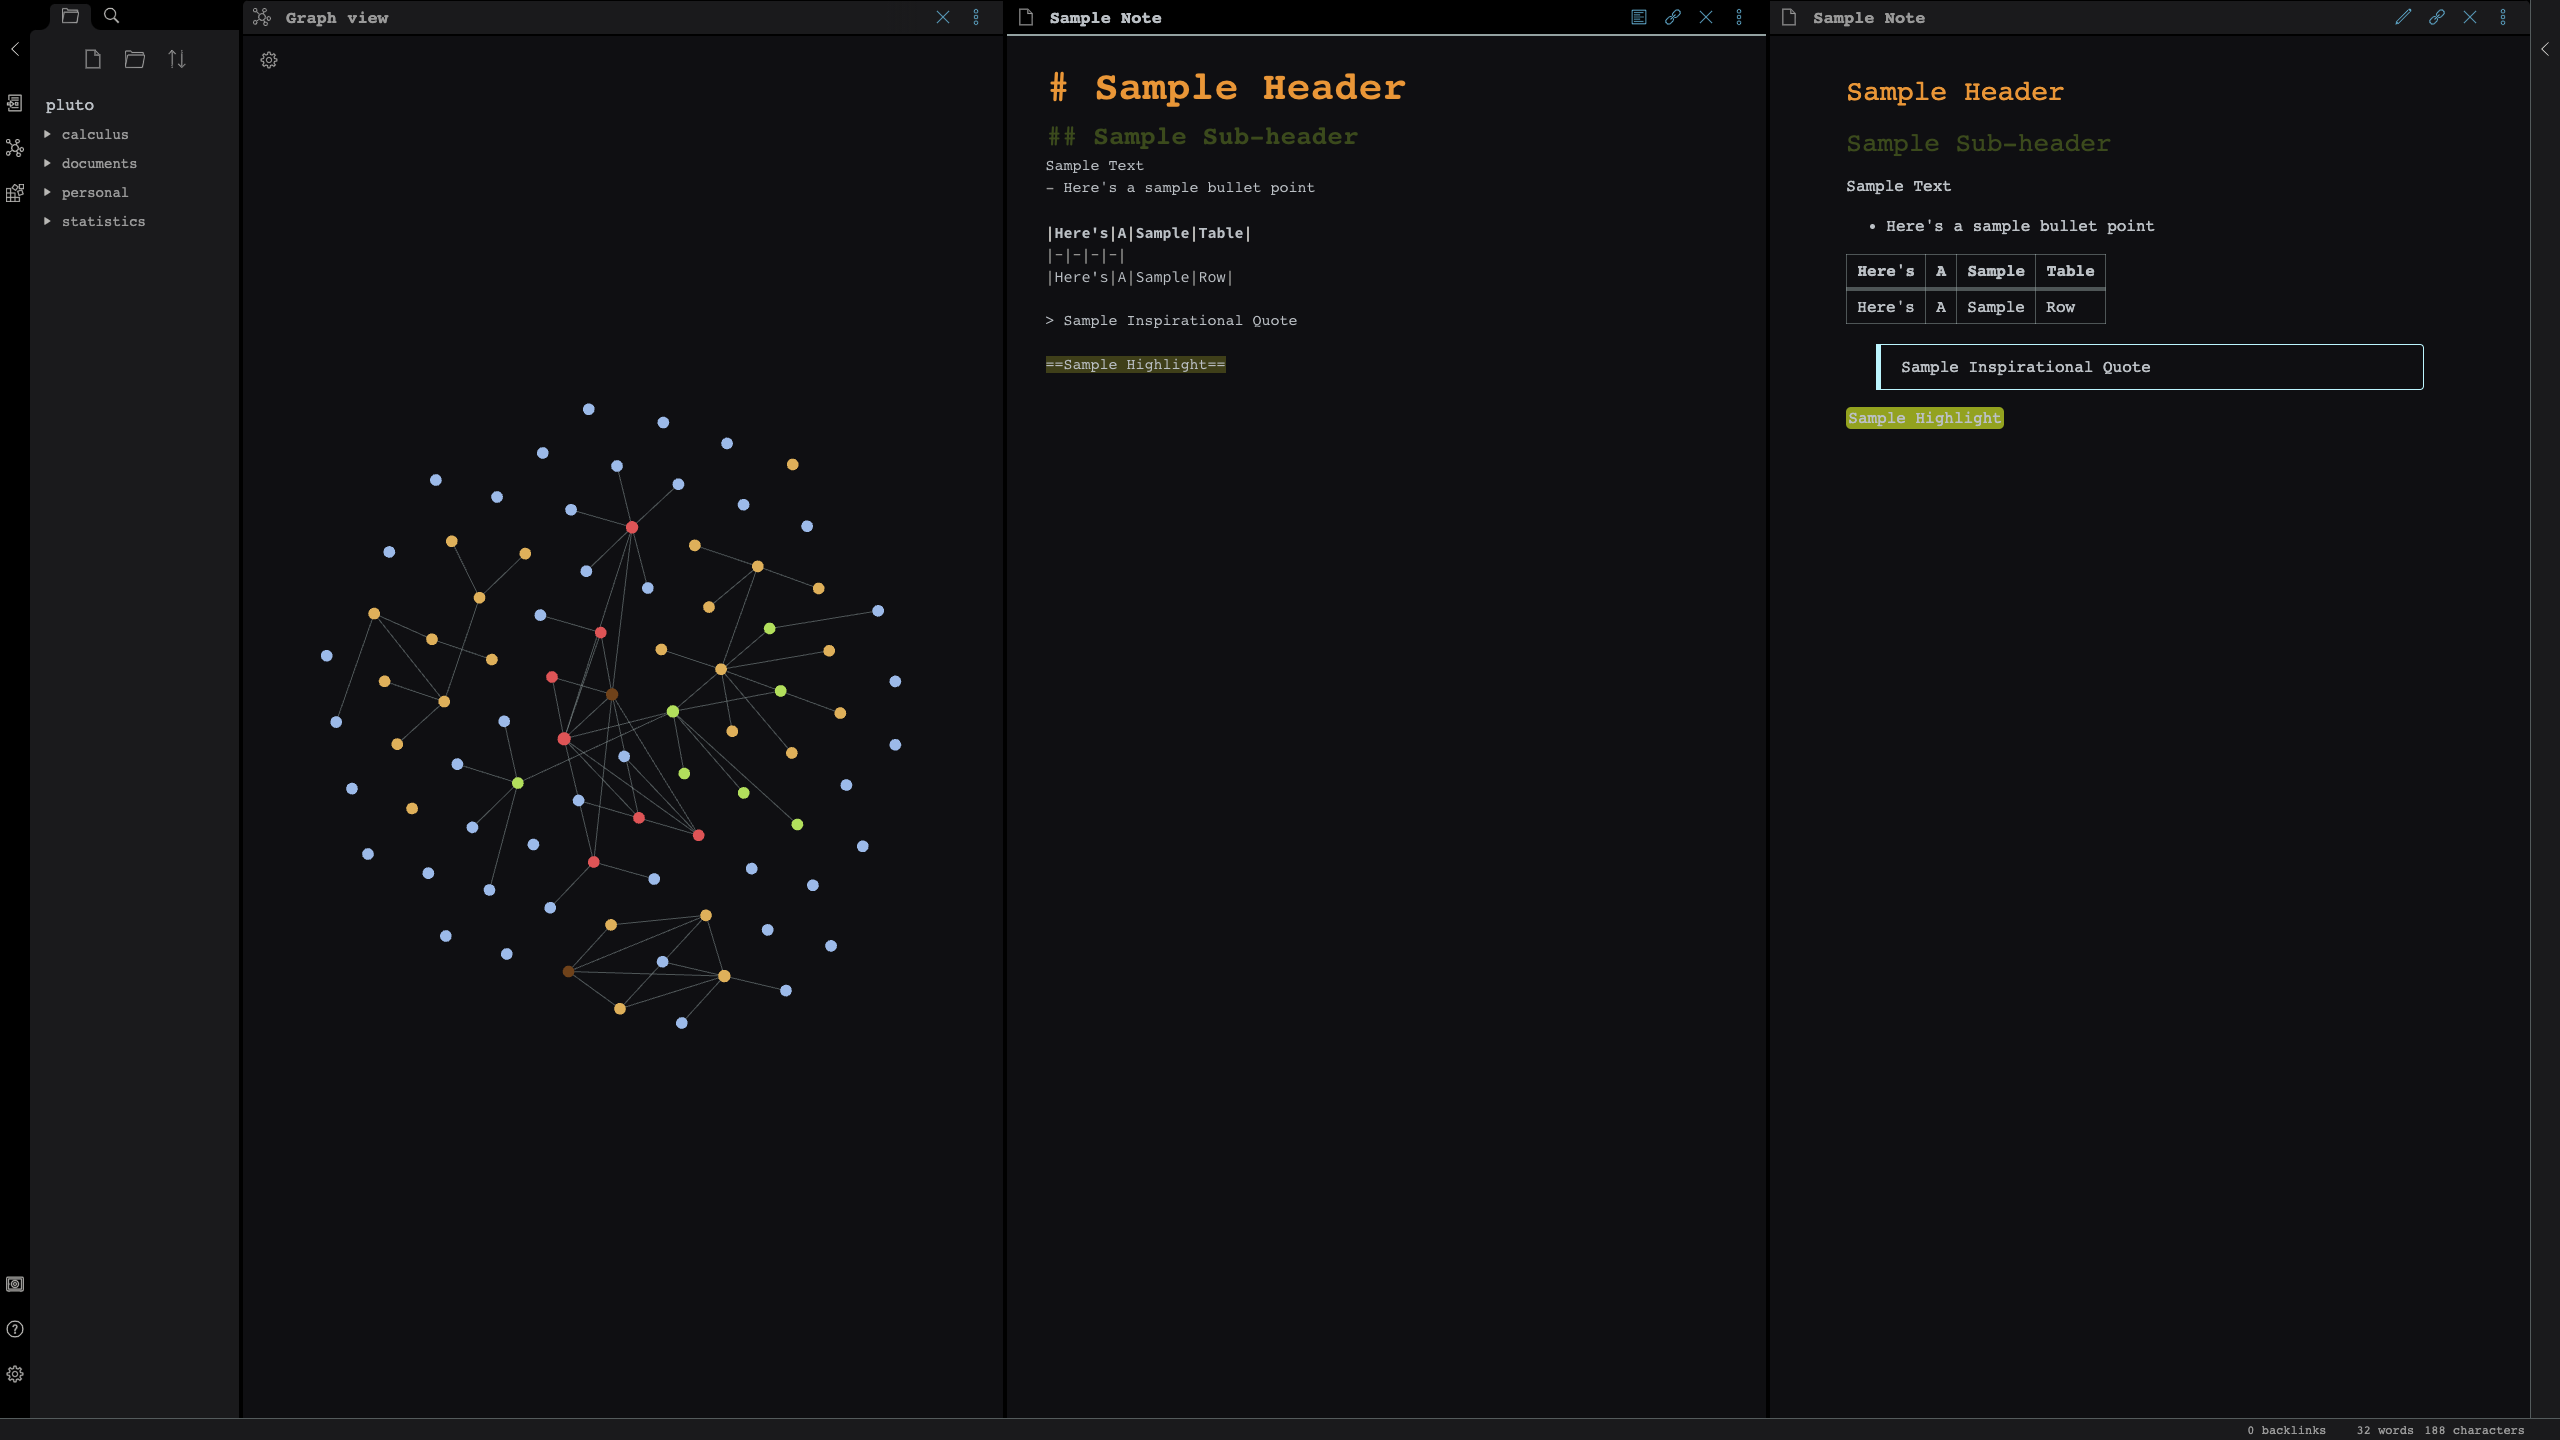 pluto
calculus
documents
personal
statistics
Graph view
Sample Note
# Sample Header
## Sample Sub-header
Sample Text
- Here's a sample bullet point
|Here's|A|Sample|Table|
|-|-|-|-|
|Here's|A|Sample|Row|
> Sample Inspirational Quote
==Sample Highlight==
Sample Note
Sample Header
Sample Sub-header
Sample Text
• Here's a sample bullet point
Here's A Sample Table
Here's A Sample Row
Sample Inspirational Quote
Sample Highlight
0 backlinks 32 words 188 characters